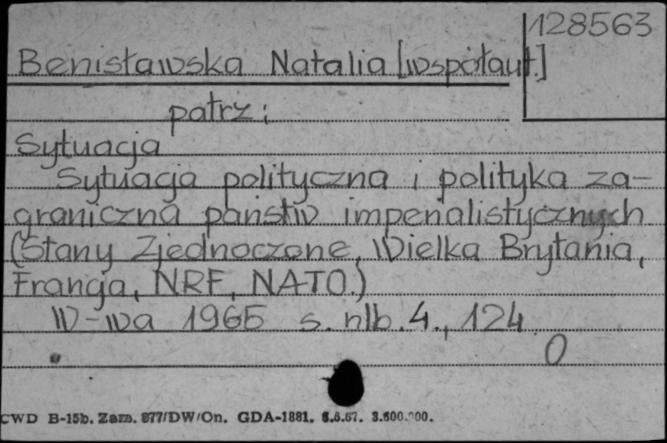 128563
Benisławska Natalia [współaut.]
patrz:
Sytuacja
Sytuacja polityczna i polityka za-
graniczna państw imperialistycznych
(Stany Zjednoczone, Wielka Brytania,
Francja, NRF, NATO.)
W-wa 1965 s. nlb. 4., 124
0
CWD B-15b. Zam. 877/DW/On. GDA-1881. 6.6.67. 3.600.000.